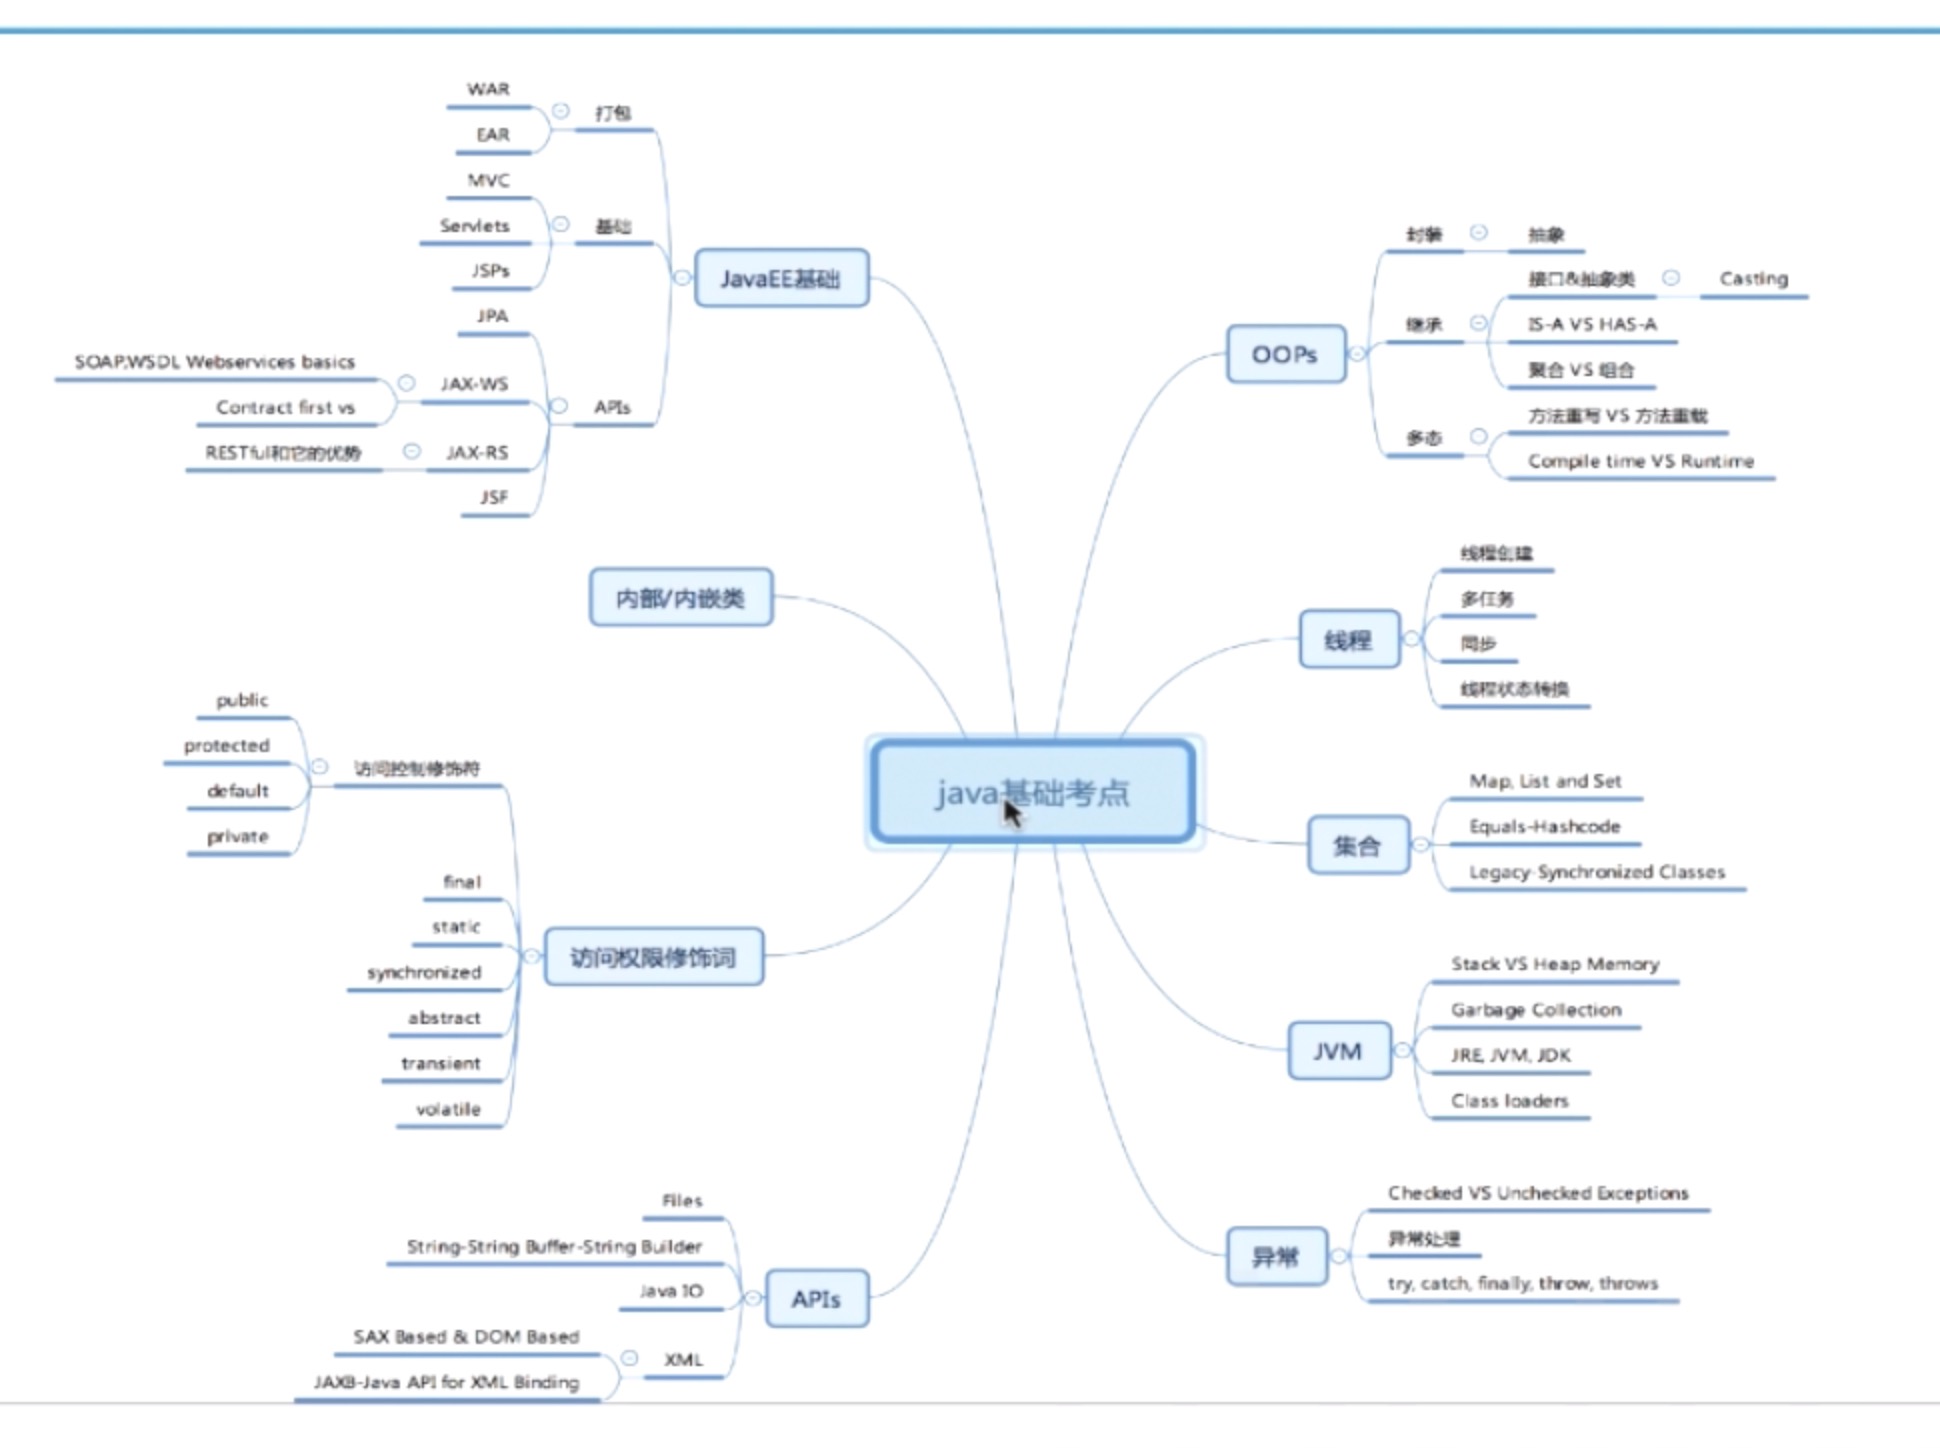 java基础考点
JavaEE基础
打包
WAR
EAR
基础
MVC
Servlets
JSPs
APIs
JPA
JAX-WS
SOAP,WSDL Webservices basics
Contract first vs
JAX-RS
RESTful和它的优势
JSF
内部/内嵌类
访问权限修饰词
访问控制修饰符
public
protected
default
private
final
static
synchronized
abstract
transient
volatile
APIs
Files
String-String Buffer-String Builder
Java IO
XML
SAX Based & DOM Based
JAXB-Java API for XML Binding
OOPs
封装
抽象
继承
接口&抽象类
Casting
IS-A VS HAS-A
聚合 VS 组合
多态
方法重写 VS 方法重载
Compile time VS Runtime
线程
线程创建
多任务
同步
线程状态转换
集合
Map, List and Set
Equals-Hashcode
Legacy-Synchronized Classes
JVM
Stack VS Heap Memory
Garbage Collection
JRE, JVM, JDK
Class loaders
异常
Checked VS Unchecked Exceptions
异常处理
try, catch, finally, throw, throws